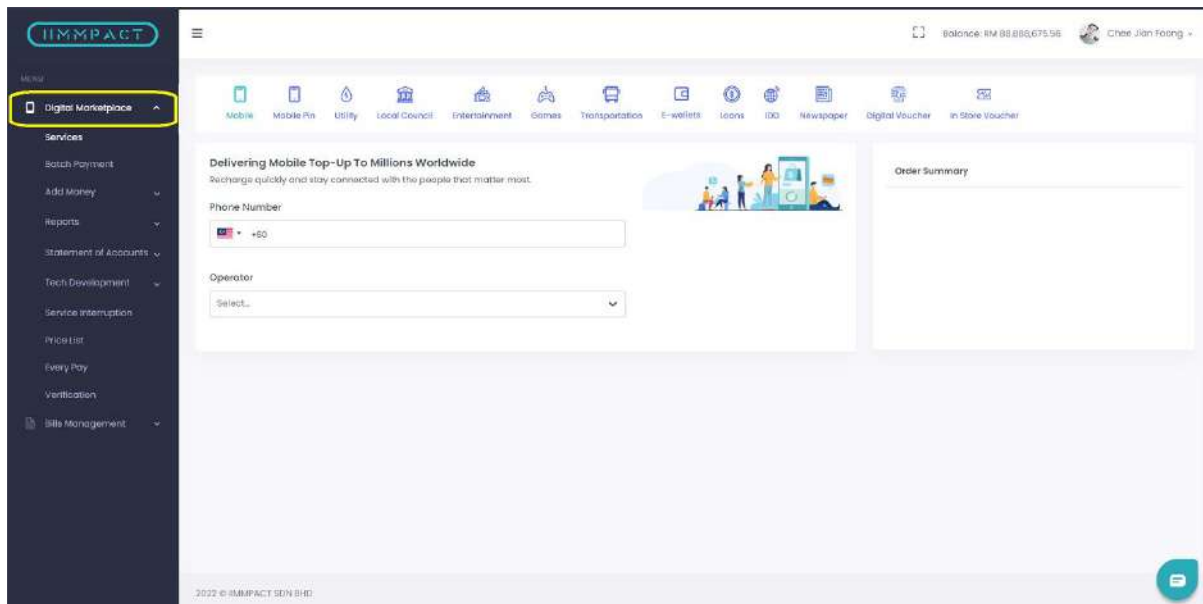 IIMMPACT
Balance: RM 88,888,675.56
Chee Jian Foong
MENU
Digital Marketplace
Services
Batch Payment
Add Money
Reports
Statement of Accounts
Tech Development
Service Interruption
Price List
Every Pay
Verification
Bills Management
Mobile
Mobile Pin
Utility
Local Council
Entertainment
Games
Transportation
E-wallets
Loans
IDD
Newspaper
Digital Voucher
In Store Voucher
Delivering Mobile Top-Up To Millions Worldwide
Recharge quickly and stay connected with the people that matter most.
Phone Number
+60
Operator
Select...
Order Summary
2022 © IIMMPACT SDN BHD